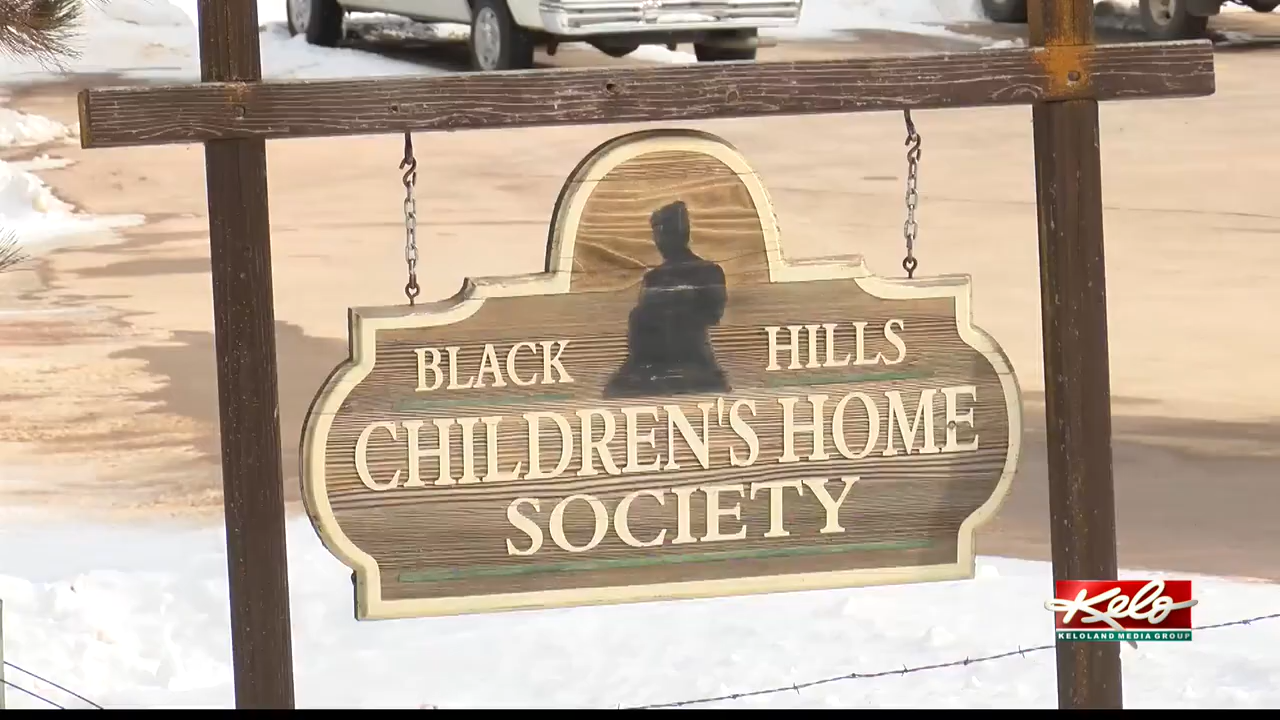 BLACK HILLS
CHILDREN'S HOME
SOCIETY
Kelo
KELOLAND MEDIA GROUP